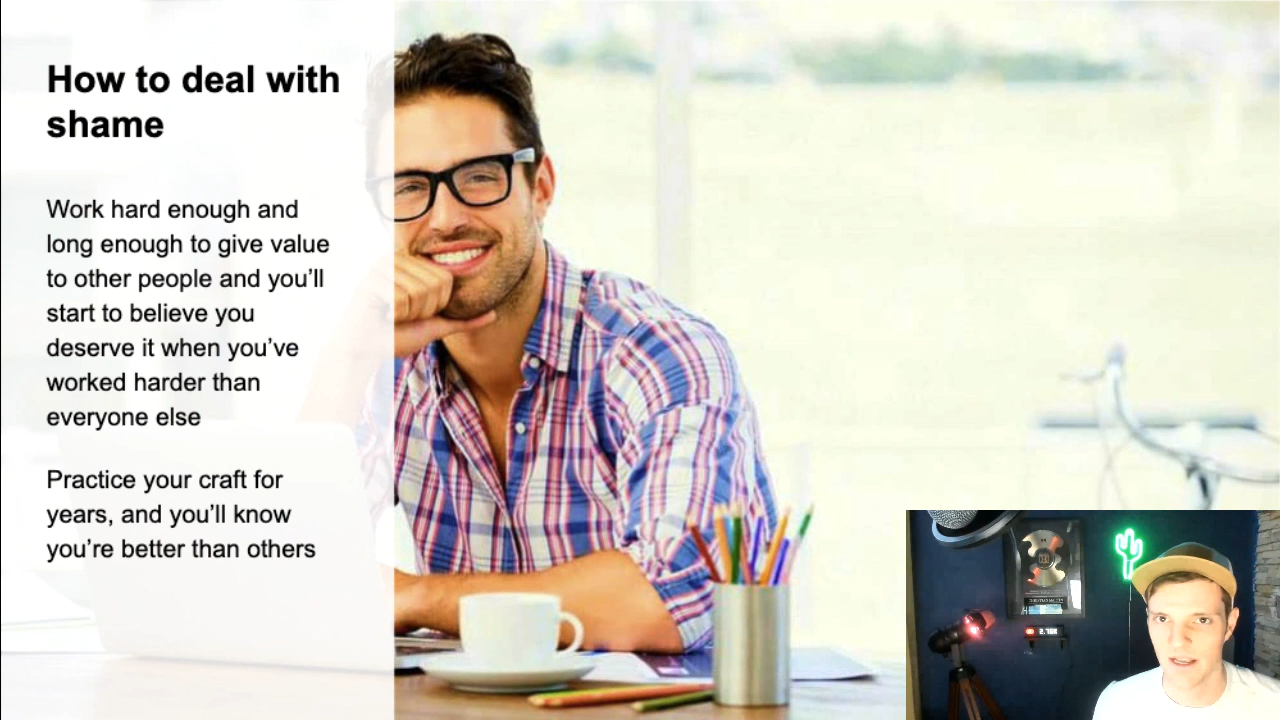 How to deal with
shame
Work hard enough and
long enough to give value
to other people and you'll
start to believe you
deserve it when you've
worked harder than
everyone else
Practice your craft for
years, and you'll know
you're better than others